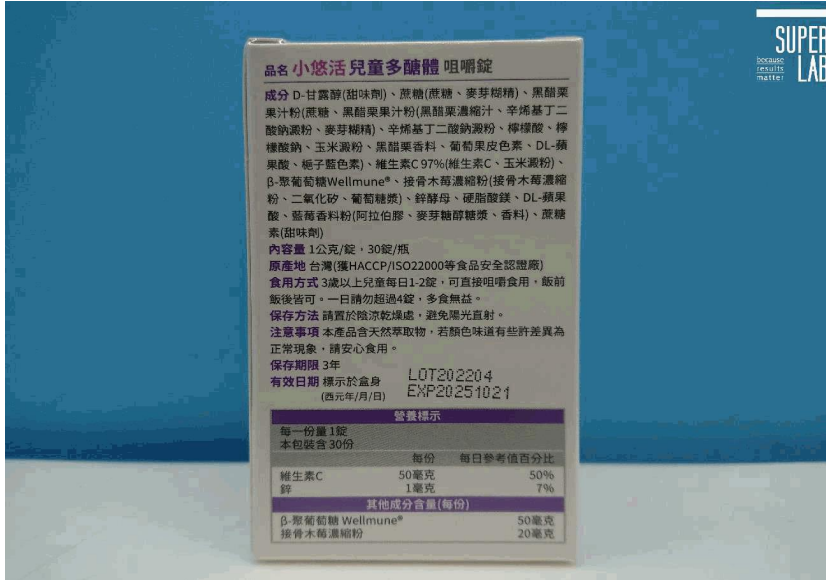 SUPER
because
results
matter
LAB
品名 小悠活 兒童多醣體 咀嚼錠
成分 D-甘露醇(甜味劑)、蔗糖(蔗糖、麥芽糊精)、黑醋栗
果汁粉(蔗糖、黑醋栗果汁粉(黑醋栗濃縮汁、辛烯基丁二
酸鈉澱粉、麥芽糊精)、辛烯基丁二酸鈉澱粉、檸檬酸、檸
檬酸鈉、玉米澱粉、黑醋栗香料、葡萄果皮色素、DL-蘋
果酸、梔子藍色素)、維生素C 97%(維生素C、玉米澱粉)、
β-聚葡萄糖Wellmune®、接骨木莓濃縮粉(接骨木莓濃縮
粉、二氧化矽、葡萄糖漿)、鋅酵母、硬脂酸鎂、DL-蘋果
酸、藍莓香料粉(阿拉伯膠、麥芽糖醇糖漿、香料)、蔗糖
素(甜味劑)
內容量 1公克/錠，30錠/瓶
原產地 台灣(獲HACCP/ISO22000等食品安全認證廠)
食用方式 3歲以上兒童每日1-2錠，可直接咀嚼食用，飯前
飯後皆可。一日請勿超過4錠，多食無益。
保存方法 請置於陰涼乾燥處，避免陽光直射。
注意事項 本產品含天然萃取物，若顏色味道有些許差異為
正常現象，請安心食用。
保存期限 3年
有效日期 標示於盒身
(西元年/月/日)
LOT202204
EXP20251021
營養標示
每一份量 1錠
本包裝含 30份
每份 每日參考值百分比
維生素C 50毫克 50%
鋅 1毫克 7%
其他成分含量(每份)
β-聚葡萄糖 Wellmune® 50毫克
接骨木莓濃縮粉 20毫克